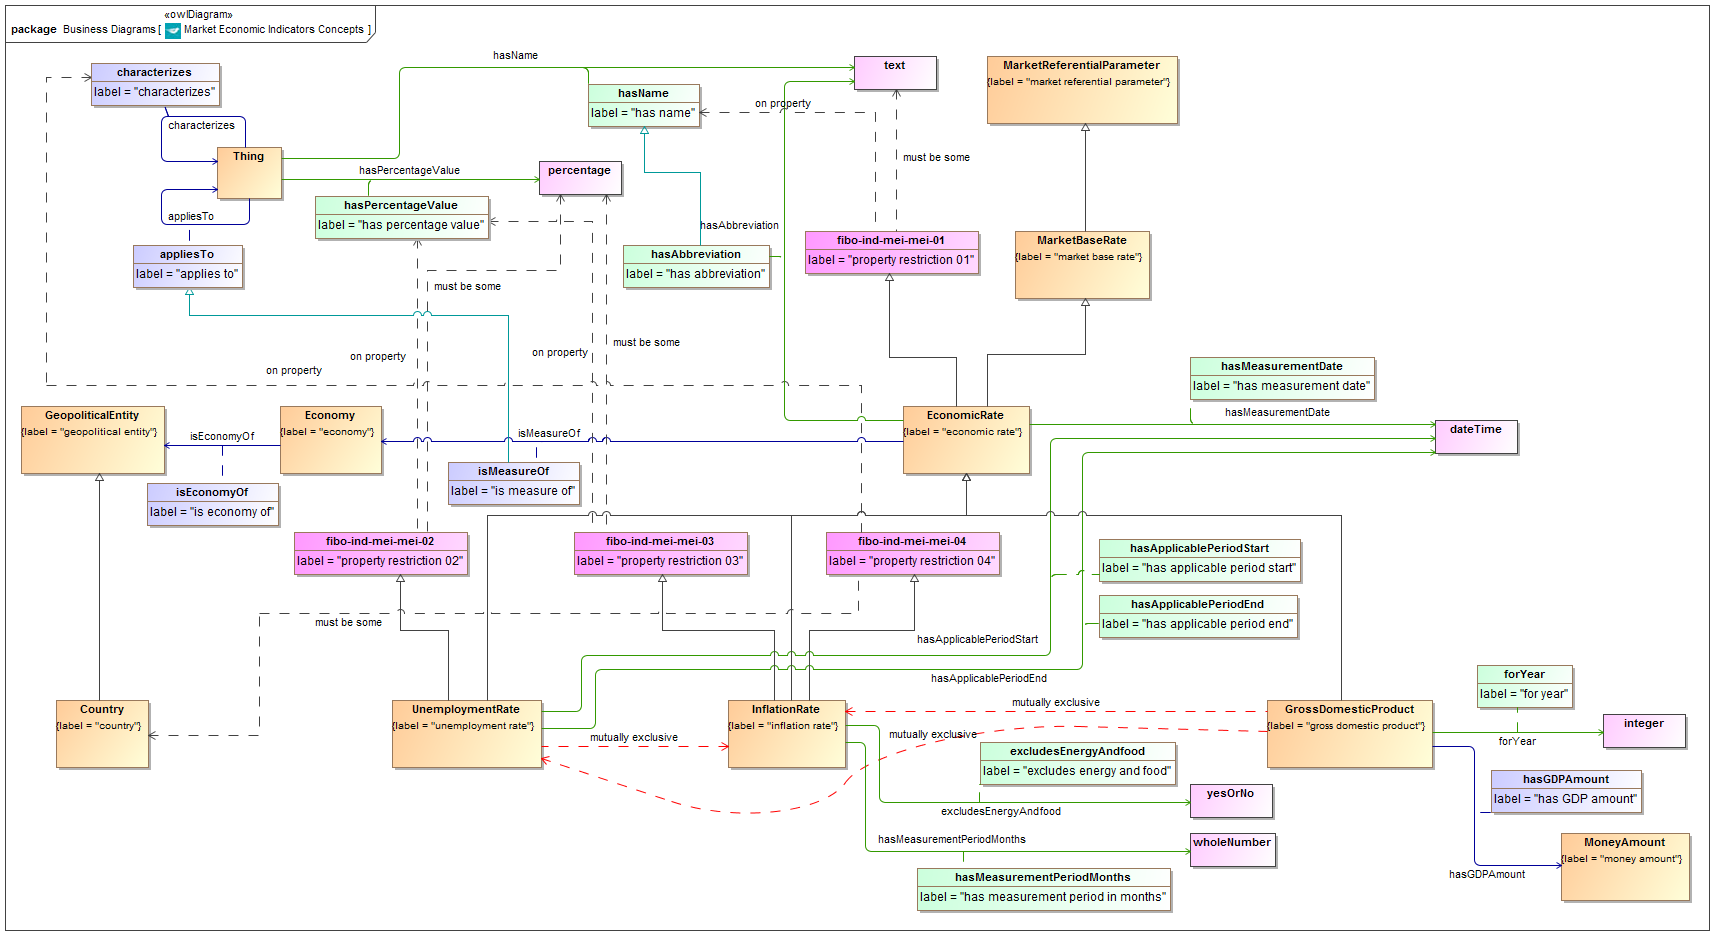 «owlDiagram»
package Business Diagrams [ Market Economic Indicators Concepts ]
characterizes
label = "characterizes"
characterizes
Thing
appliesTo
appliesTo
label = "applies to"
hasName
hasName
label = "has name"
text
on property
must be some
MarketReferentialParameter
{label = "market referential parameter"}
hasPercentageValue
percentage
hasPercentageValue
label = "has percentage value"
hasAbbreviation
hasAbbreviation
label = "has abbreviation"
fibo-ind-mei-mei-01
label = "property restriction 01"
MarketBaseRate
{label = "market base rate"}
must be some
on property
on property
must be some
on property
hasMeasurementDate
label = "has measurement date"
hasMeasurementDate
dateTime
GeopoliticalEntity
{label = "geopolitical entity"}
isEconomyOf
Economy
{label = "economy"}
isMeasureOf
EconomicRate
{label = "economic rate"}
isEconomyOf
label = "is economy of"
isMeasureOf
label = "is measure of"
fibo-ind-mei-mei-02
label = "property restriction 02"
fibo-ind-mei-mei-03
label = "property restriction 03"
fibo-ind-mei-mei-04
label = "property restriction 04"
hasApplicablePeriodStart
label = "has applicable period start"
hasApplicablePeriodEnd
label = "has applicable period end"
must be some
hasApplicablePeriodStart
hasApplicablePeriodEnd
Country
{label = "country"}
UnemploymentRate
{label = "unemployment rate"}
mutually exclusive
InflationRate
{label = "inflation rate"}
mutually exclusive
mutually exclusive
GrossDomesticProduct
{label = "gross domestic product"}
forYear
label = "for year"
forYear
integer
excludesEnergyAndfood
label = "excludes energy and food"
excludesEnergyAndfood
yesOrNo
hasMeasurementPeriodMonths
wholeNumber
hasMeasurementPeriodMonths
label = "has measurement period in months"
hasGDPAmount
label = "has GDP amount"
hasGDPAmount
MoneyAmount
{label = "money amount"}